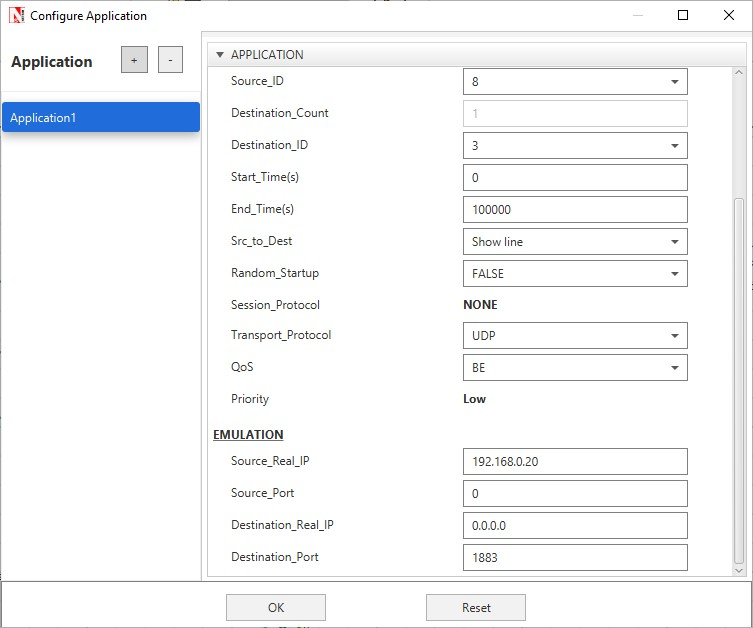 Configure Application
Application + -
Application1
APPLICATION
Source_ID 8
Destination_Count 1
Destination_ID 3
Start_Time(s) 0
End_Time(s) 100000
Src_to_Dest Show line
Random_Startup FALSE
Session_Protocol NONE
Transport_Protocol UDP
QoS BE
Priority Low
EMULATION
Source_Real_IP 192.168.0.20
Source_Port 0
Destination_Real_IP 0.0.0.0
Destination_Port 1883
OK Reset